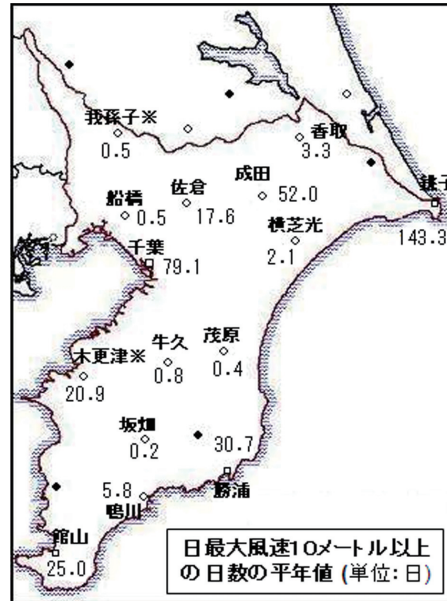 我孫子※
0.5
香取
3.3
成田
52.0
佐倉
17.6
船橋
0.5
銚子
143.3
横芝光
2.1
千葉
79.1
茂原
0.4
牛久
0.8
木更津※
20.9
坂畑
0.2
30.7
勝浦
5.8
鴨川
館山
25.0
日最大風速10メートル以上
の日数の平年値 (単位:日)